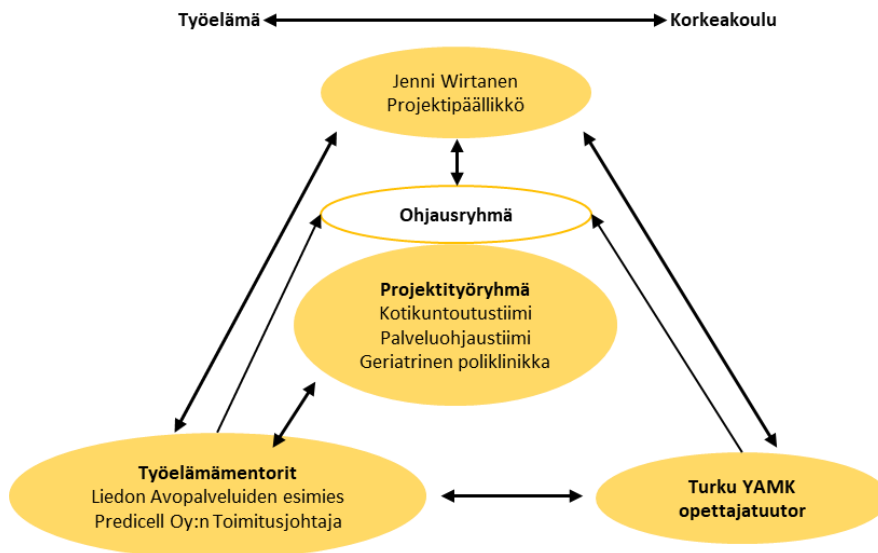 Työelämä
Korkeakoulu
Jenni Wirtanen
Projektipäällikkö
Ohjausryhmä
Projektityöryhmä
Kotikuntoutustiimi
Palveluohjaustiimi
Geriatrinen poliklinikka
Työelämämentorit
Liedon Avopalveluiden esimies
Predicell Oy:n Toimitusjohtaja
Turku YAMK
opettajatuutor